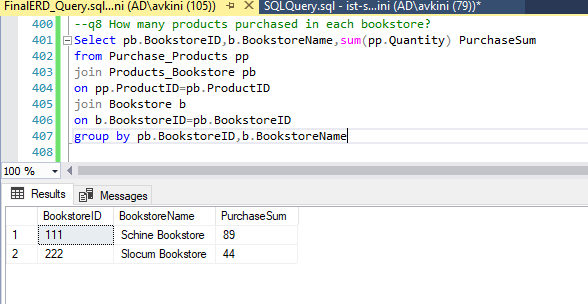 FinalERD_Query.sql...ni (AD\avkini (105))
SQLQuery.sql - ist-s...ini (AD\avkini (79))*
400 --q8 How many products purchased in each bookstore?
401 Select pb.BookstoreID,b.BookstoreName,sum(pp.Quantity) PurchaseSum
402 from Purchase_Products pp
403 join Products_Bookstore pb
404 on pp.ProductID=pb.ProductID
405 join Bookstore b
406 on b.BookstoreID=pb.BookstoreID
407 group by pb.BookstoreID,b.BookstoreName
408
100 %
Results Messages
BookstoreID BookstoreName PurchaseSum
1 111 Schine Bookstore 89
2 222 Slocum Bookstore 44